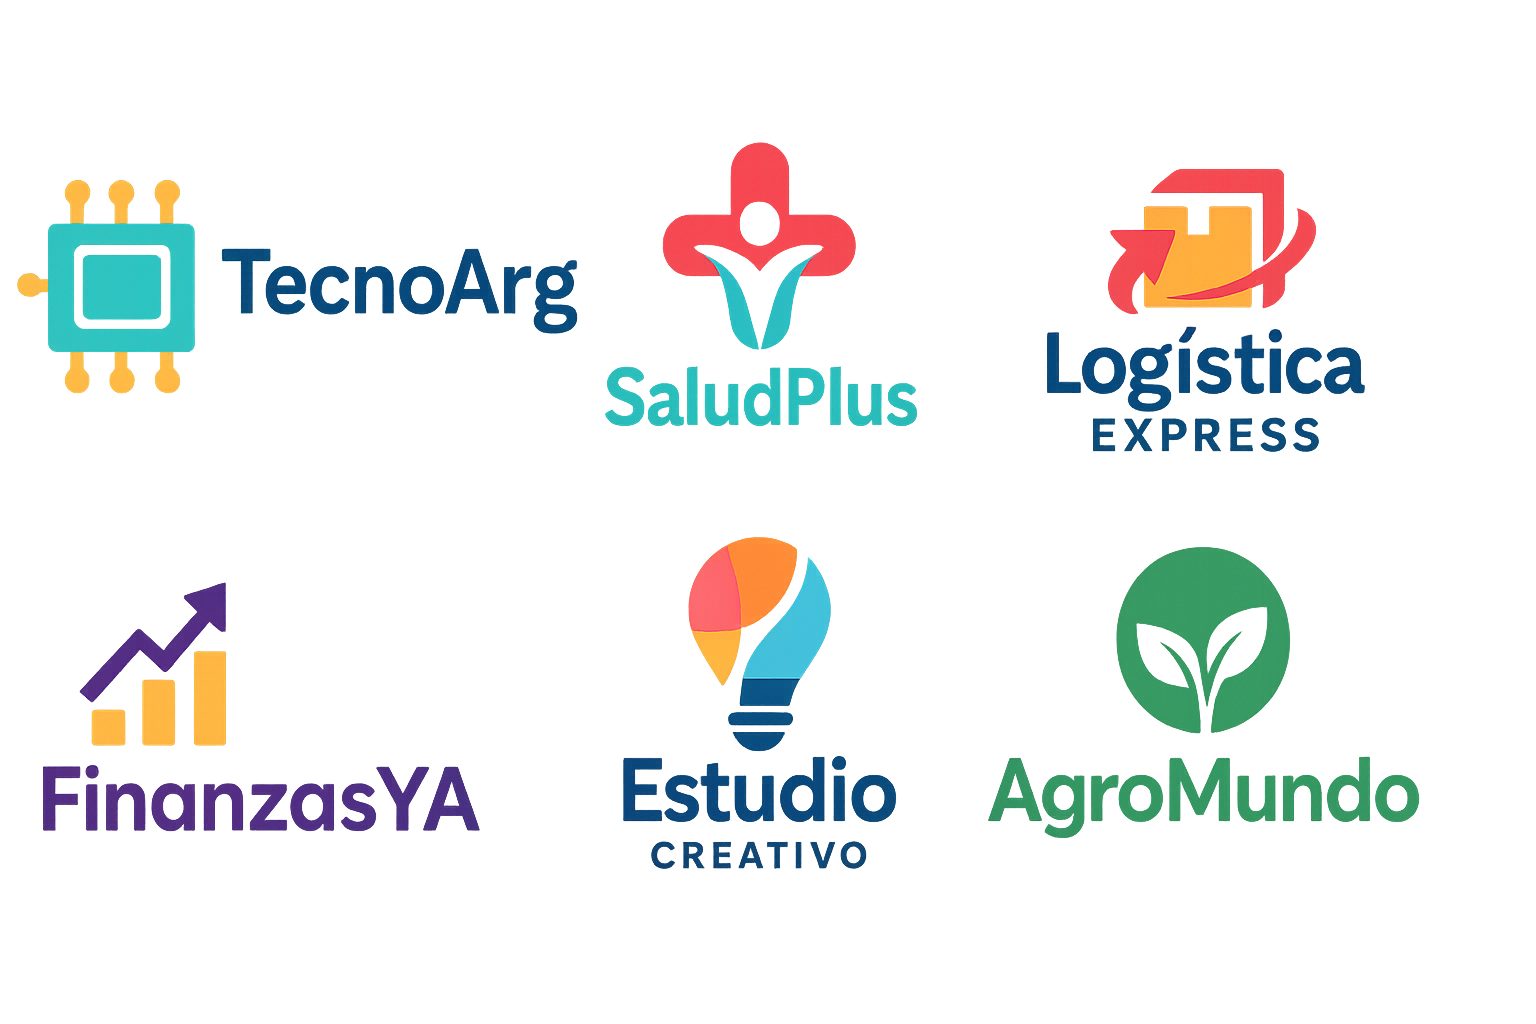 TecnoArg
SaludPlus
Logística
EXPRESS
FinanzasYA
Estudio
CREATIVO
AgroMundo